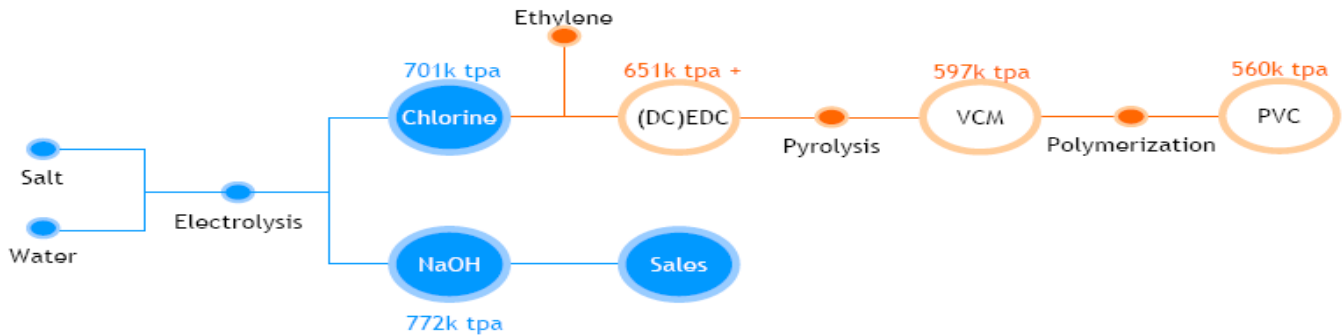 Ethylene
701k tpa
651k tpa +
597k tpa
560k tpa
Chlorine
(DC)EDC
VCM
PVC
Pyrolysis
Polymerization
Salt
Electrolysis
Water
NaOH
Sales
772k tpa